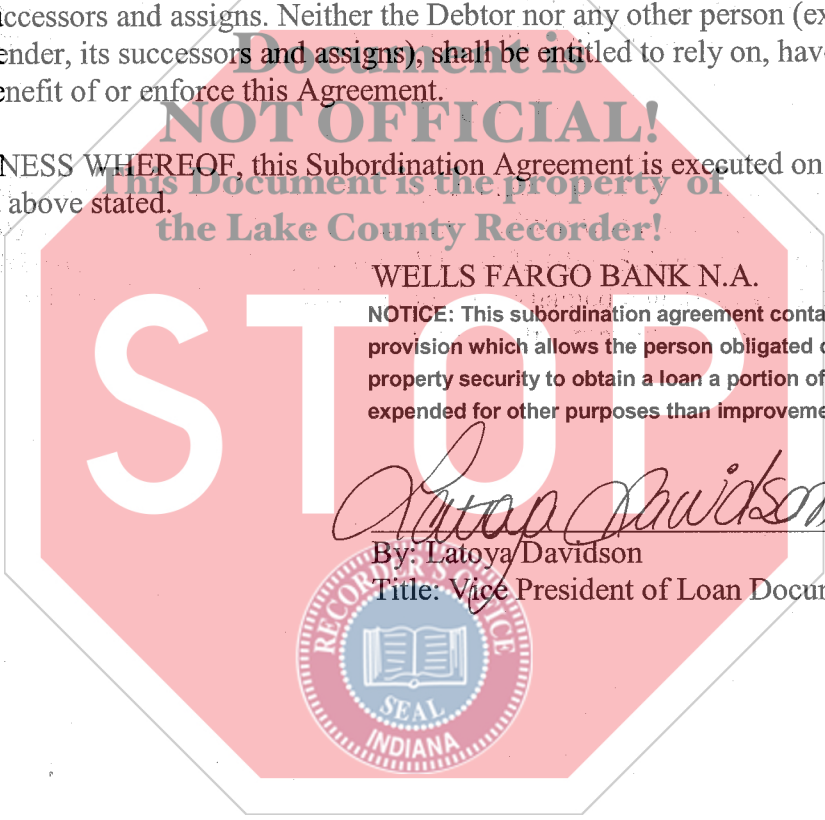 ccessors and assigns. Neither the Debtor nor any other person (ex
ender, its successors and assigns), shall be entitled to rely on, hav
enefit of or enforce this Agreement.
Document is
NOT OFFICIAL!
NESS WHEREOF, this Subordination Agreement is executed on
This Document is the property of
above stated.
the Lake County Recorder!
WELLS FARGO BANK N.A.
NOTICE: This subordination agreement conta
provision which allows the person obligated o
property security to obtain a loan a portion of
expended for other purposes than improveme
STOP
Latoya Davidson
By: Latoya Davidson
Title: Vice President of Loan Docu
RECORDER'S OFFICE
SEAL
INDIANA